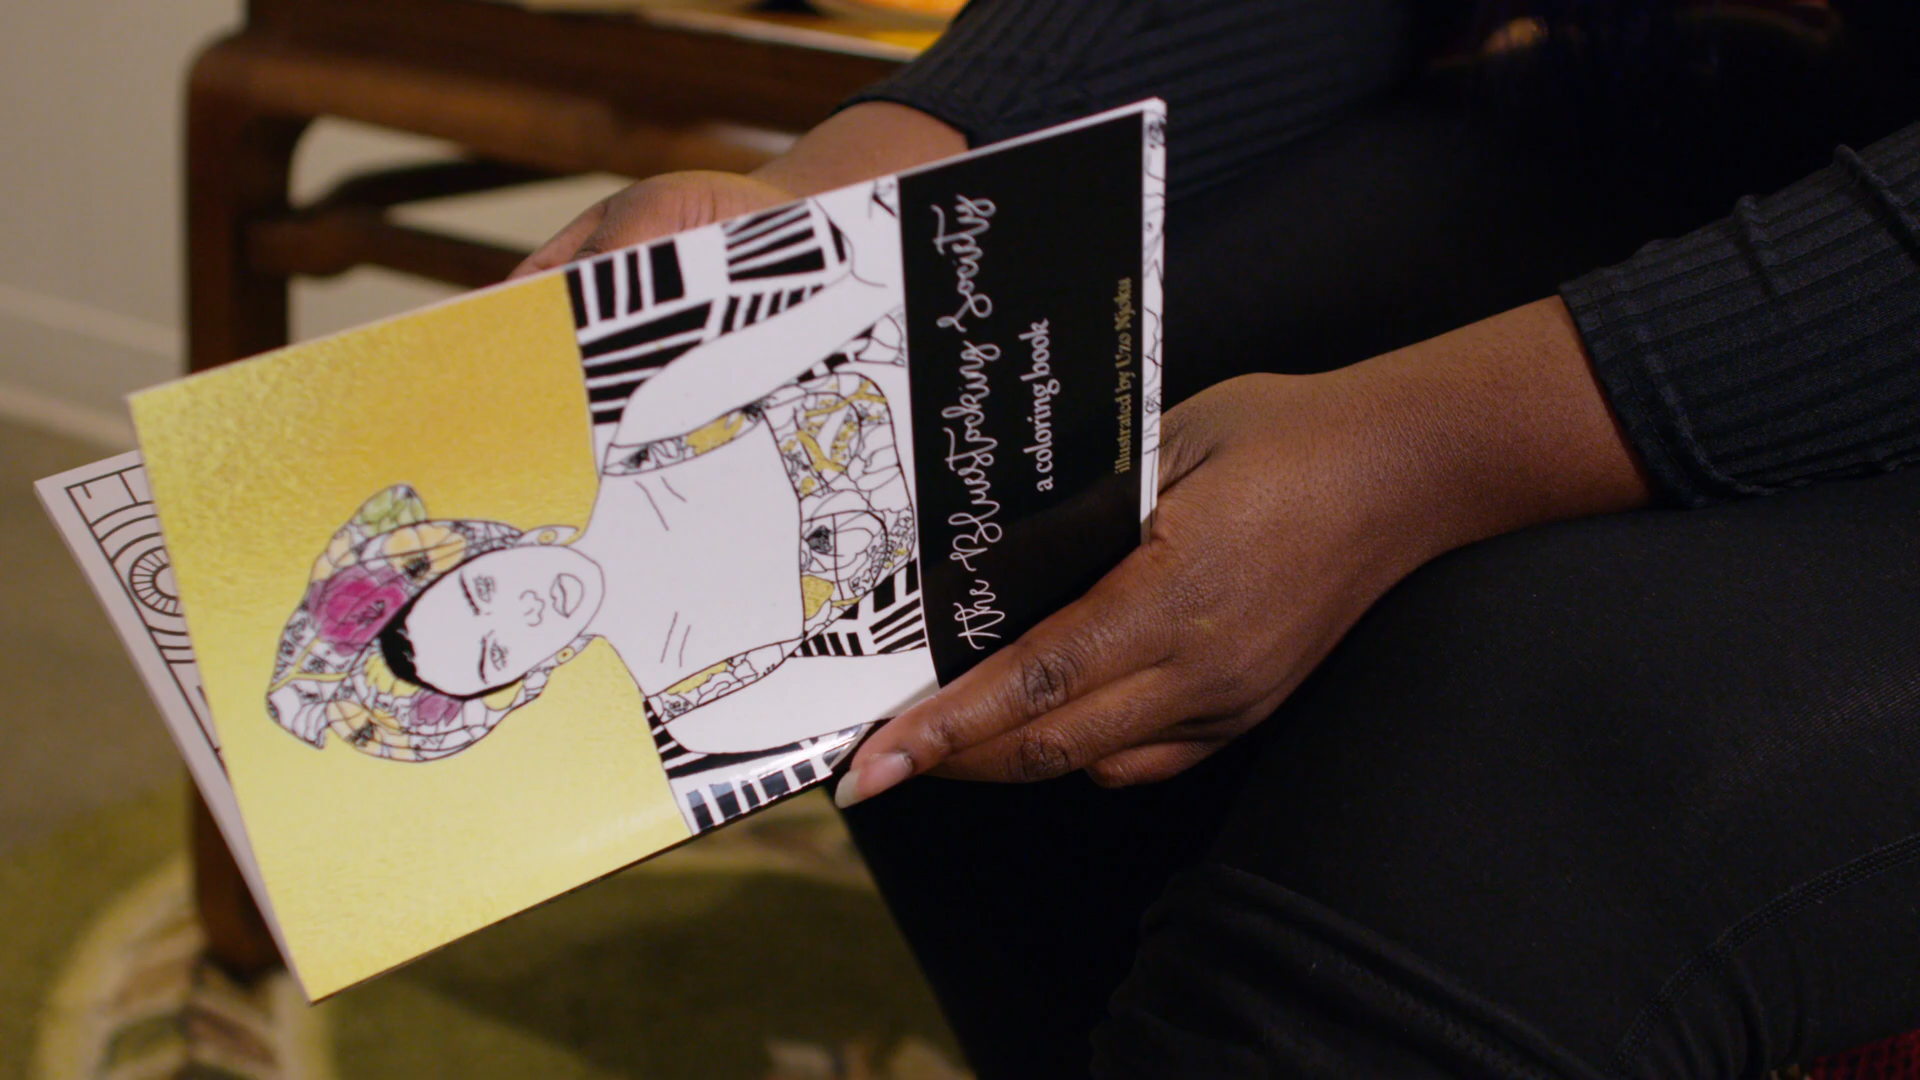 The Bluestocking Society
a coloring book
illustrated by Uzo Njoku